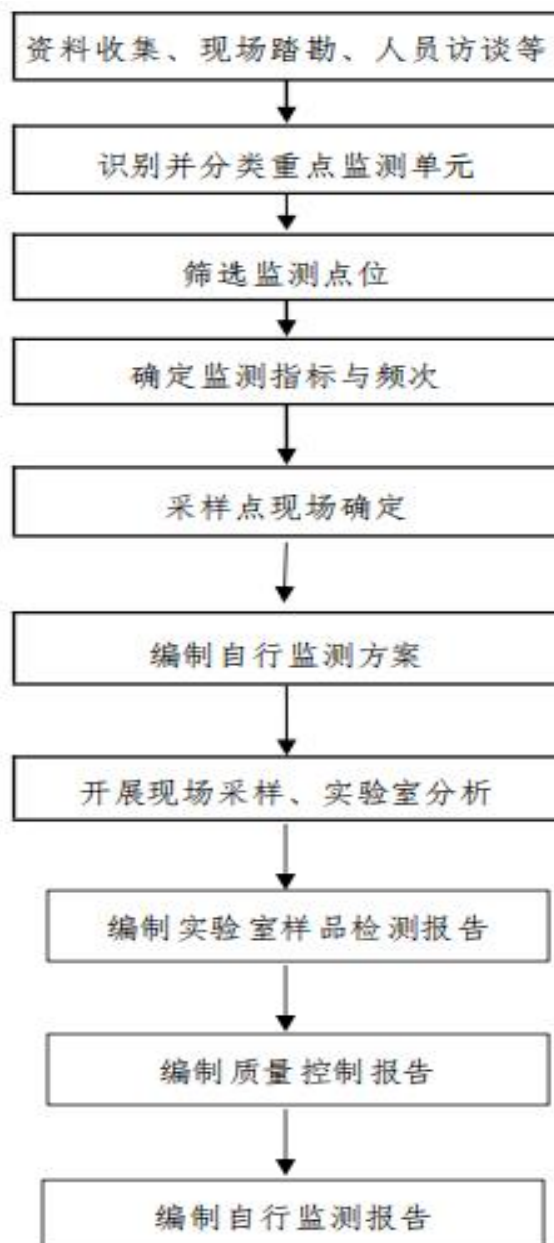 资料收集、现场踏勘、人员访谈等
识别并分类重点监测单元
筛选监测点位
确定监测指标与频次
采样点现场确定
编制自行监测方案
开展现场采样、实验室分析
编制实验室样品检测报告
编制质量控制报告
编制自行监测报告